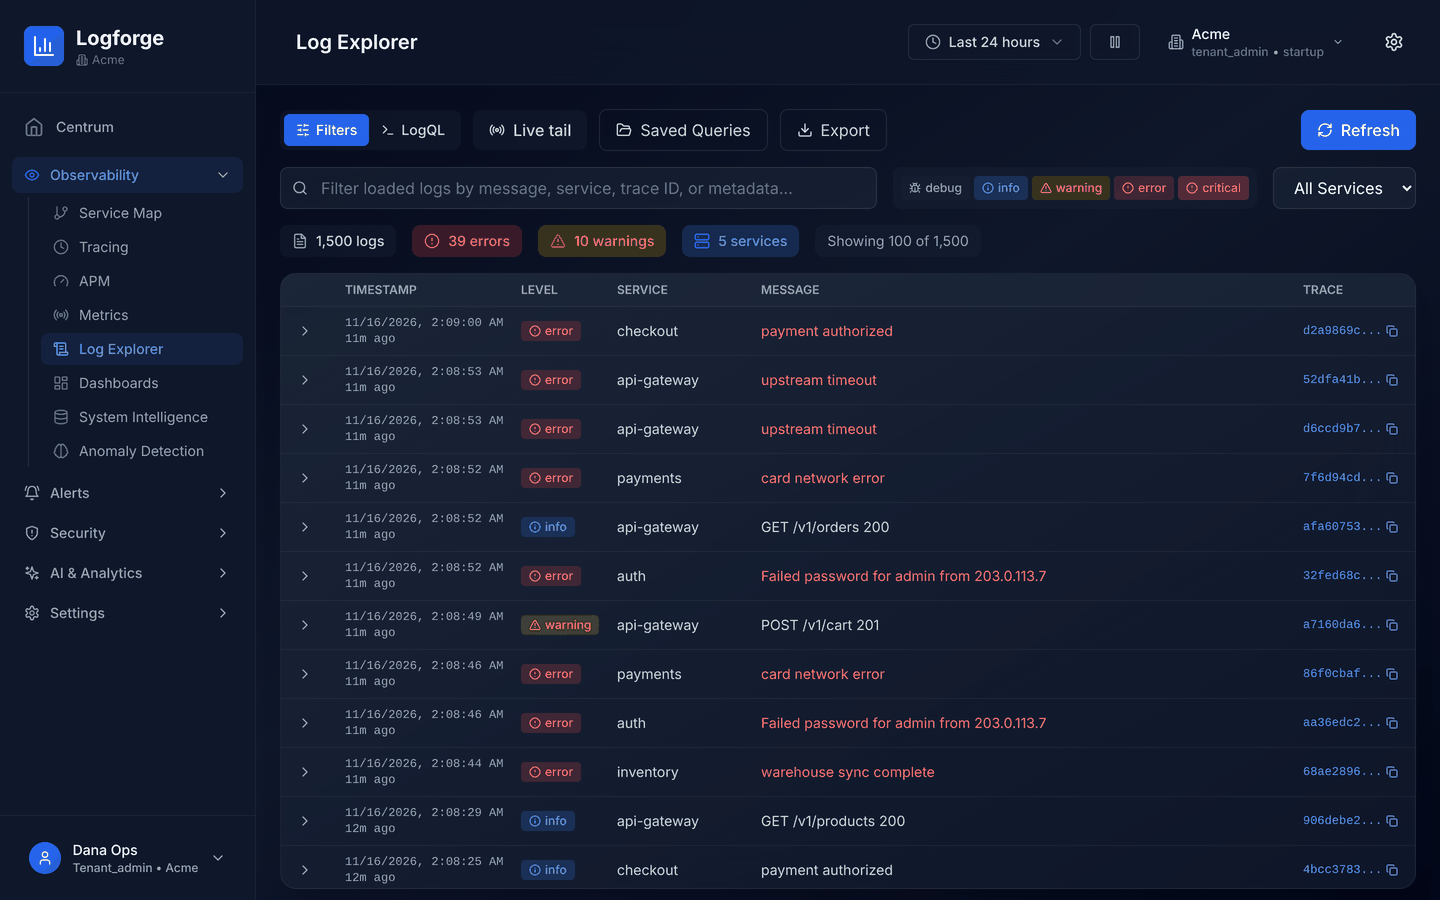 Logforge
Acme
Centrum
Observability
Service Map
Tracing
APM
Metrics
Log Explorer
Dashboards
System Intelligence
Anomaly Detection
Alerts
Security
AI & Analytics
Settings
Dana Ops
Tenant_admin • Acme
Log Explorer
Last 24 hours
Acme
tenant_admin • startup
Filters
LogQL
Live tail
Saved Queries
Export
Refresh
Filter loaded logs by message, service, trace ID, or metadata...
debug
info
warning
error
critical
All Services
1,500 logs
39 errors
10 warnings
5 services
Showing 100 of 1,500
TIMESTAMP LEVEL SERVICE MESSAGE TRACE
11/16/2026, 2:09:00 AM
11m ago
error checkout payment authorized d2a9869c...
11/16/2026, 2:08:53 AM
11m ago
error api-gateway upstream timeout 52dfa41b...
11/16/2026, 2:08:53 AM
11m ago
error api-gateway upstream timeout d6ccd9b7...
11/16/2026, 2:08:52 AM
11m ago
error payments card network error 7f6d94cd...
11/16/2026, 2:08:52 AM
11m ago
info api-gateway GET /v1/orders 200 afa60753...
11/16/2026, 2:08:52 AM
11m ago
error auth Failed password for admin from 203.0.113.7 32fed68c...
11/16/2026, 2:08:49 AM
11m ago
warning api-gateway POST /v1/cart 201 a7160da6...
11/16/2026, 2:08:46 AM
11m ago
error payments card network error 86f0cbaf...
11/16/2026, 2:08:46 AM
11m ago
error auth Failed password for admin from 203.0.113.7 aa36edc2...
11/16/2026, 2:08:44 AM
11m ago
error inventory warehouse sync complete 68ae2896...
11/16/2026, 2:08:29 AM
12m ago
info api-gateway GET /v1/products 200 906debe2...
11/16/2026, 2:08:25 AM
12m ago
info checkout payment authorized 4bcc3783...